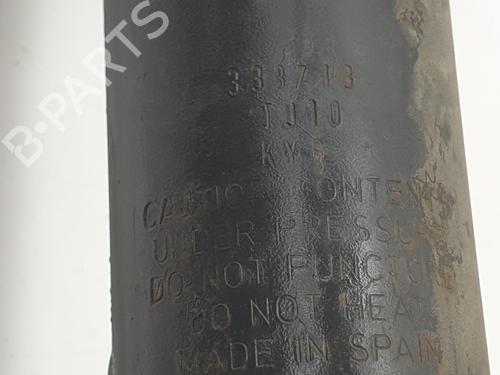 B-PARTS
333713
TJ10
KYB
CAUTION CONTENTS
UNDER PRESSURE
DO NOT PUNCTURE
DO NOT HEAT
MADE IN SPAIN